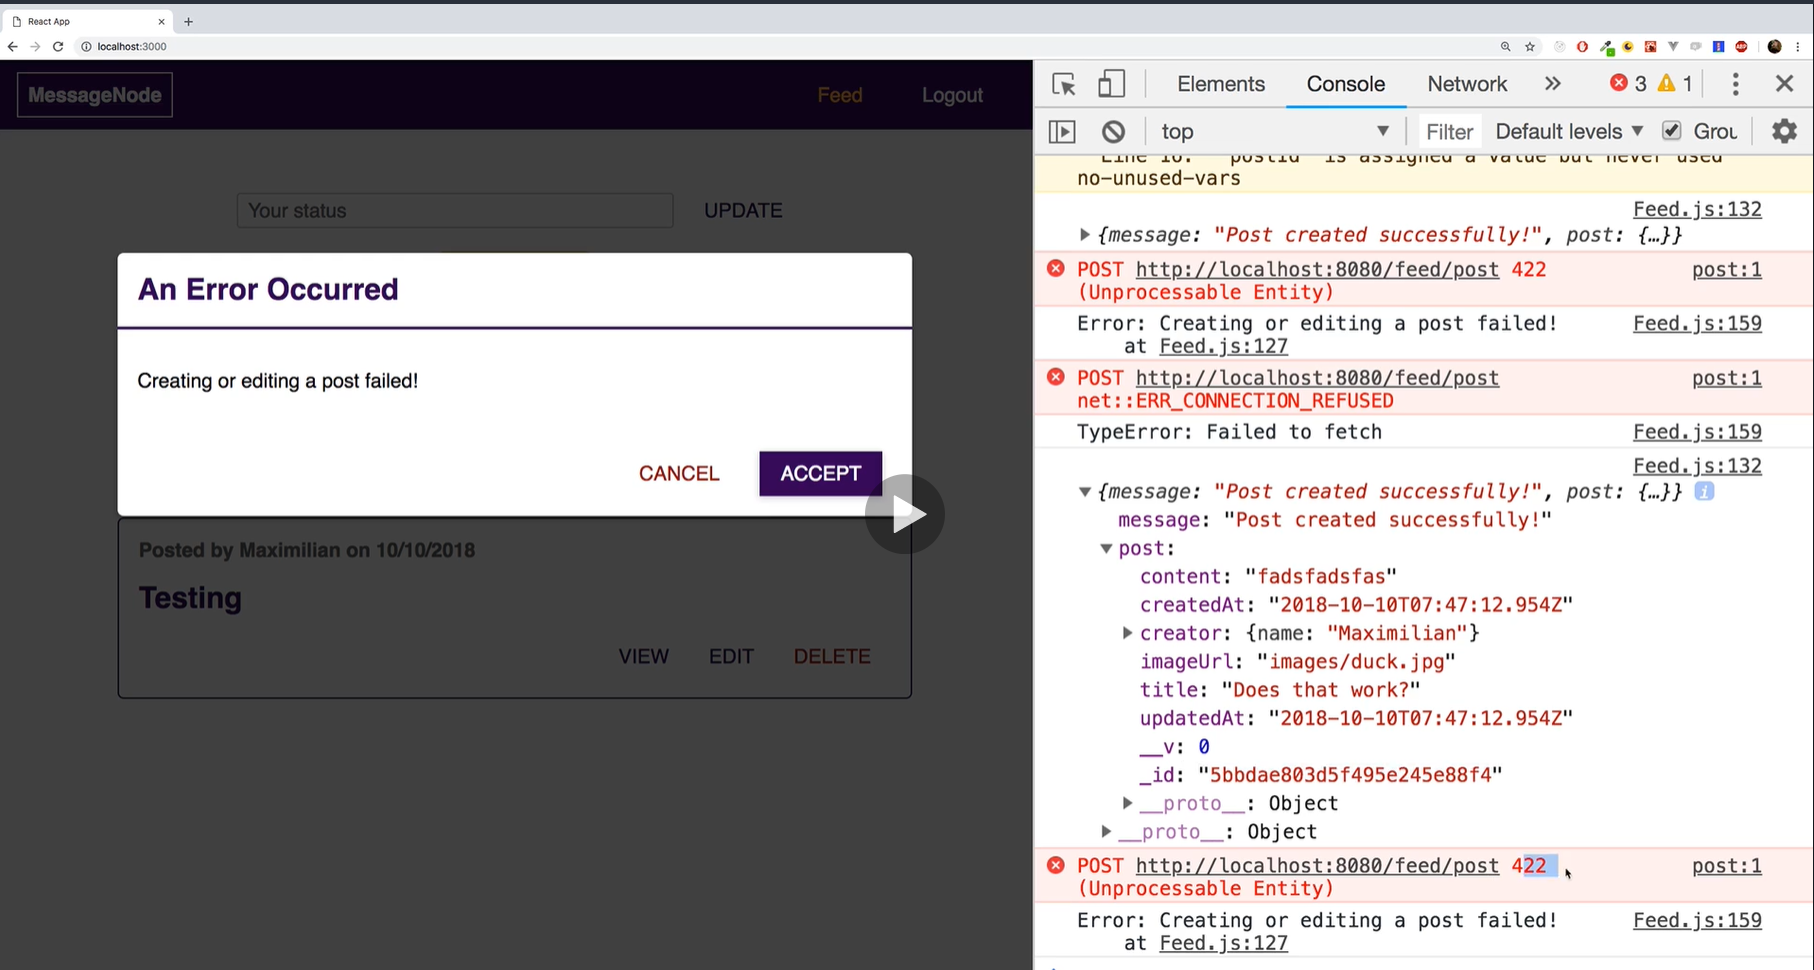 React App
localhost:3000
MessageNode
Feed
Logout
Your status
UPDATE
An Error Occurred
Creating or editing a post failed!
CANCEL
ACCEPT
Posted by Maximilian on 10/10/2018
Testing
VIEW
EDIT
DELETE
Elements
Console
Network
3
1
top
Filter
Default levels
Grou
Line 16: 'postId' is assigned a value but never used
no-unused-vars
Feed.js:132
{message: "Post created successfully!", post: {…}}
POST http://localhost:8080/feed/post 422 post:1
(Unprocessable Entity)
Error: Creating or editing a post failed! Feed.js:159
at Feed.js:127
POST http://localhost:8080/feed/post post:1
net::ERR_CONNECTION_REFUSED
TypeError: Failed to fetch Feed.js:159
Feed.js:132
{message: "Post created successfully!", post: {…}}
message: "Post created successfully!"
post:
content: "fadsfadsfas"
createdAt: "2018-10-10T07:47:12.954Z"
creator: {name: "Maximilian"}
imageUrl: "images/duck.jpg"
title: "Does that work?"
updatedAt: "2018-10-10T07:47:12.954Z"
__v: 0
_id: "5bbdae803d5f495e245e88f4"
__proto__: Object
__proto__: Object
POST http://localhost:8080/feed/post 422 post:1
(Unprocessable Entity)
Error: Creating or editing a post failed! Feed.js:159
at Feed.js:127